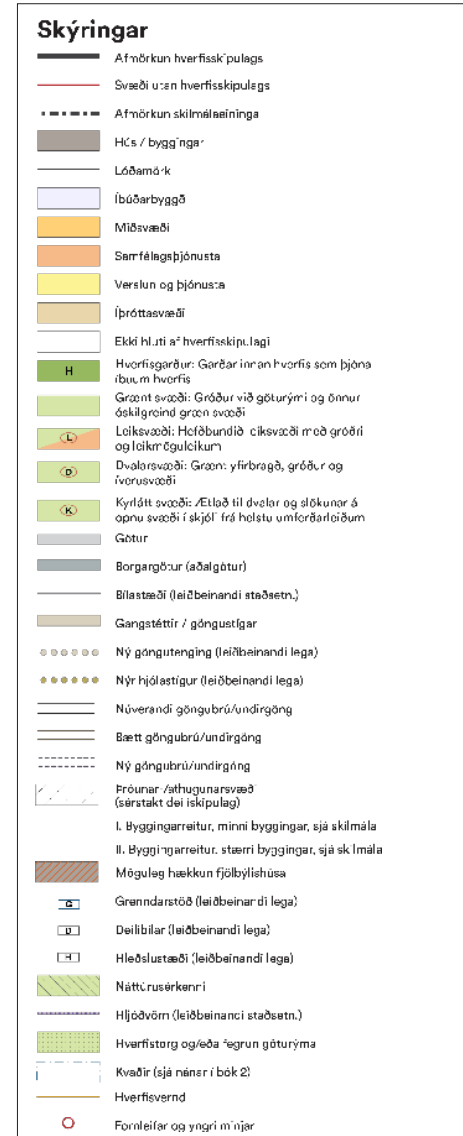 Skýringar
Afmörkun hverfisskipulags
Svæði utan hverfisskipulags
Afmörkun skilmálaeininga
Hús / byggingar
Lóðamörk
Íbúðarbyggð
Miðsvæði
Samfélagsþjónusta
Verslun og þjónusta
Íþróttasvæði
Ekki hluti af hverfisskipulagi
H
Hverfisgarður: Garðar innan hverfis sem þjóna
íbuum hverfis
Grænt svæði: Gróður við göturými og önnur
óskilgreind græn svæði
L
Leiksvæði: Hefðbundið leiksvæði með gróðri
og leikmöguleikum
D
Dvalarsvæði: Grænt yfirbragð, gróður og
íverusvæði
K
Kyrlátt svæði: Ætlað til dvalar og slökunar á
opnu svæði í skjóli frá helstu umferðarleiðum
Götur
Borgargötur (aðalgötur)
Bílastæði (leiðbeinandi staðsetn.)
Gangstéttir / göngustígar
Ný göngutenging (leiðbeinandi lega)
Nýr hjólastígur (leiðbeinandi lega)
Núverandi göngubrú/undirgöng
Bætt göngubrú/undirgöng
Ný göngubrú/undirgöng
Þróunar-/athugunarsvæði
(sérstakt deiliskipulag)
I. Byggingarreitur, minni byggingar, sjá skilmála
II. Byggingarreitur, stærri byggingar, sjá skilmála
Möguleg hækkun fjölbýlishúsa
G
Grenndarstöð (leiðbeinandi lega)
D
Deilibílar (leiðbeinandi lega)
H
Hleðslustæði (leiðbeinandi lega)
Náttúrusérkenni
Hljóðvörn (leiðbeinandi staðsetn.)
Hverfistorg og/eða fegrun göturýma
Kvaðir (sjá nánar í bók 2)
Hverfisvernd
Fornleifar og yngri minjar